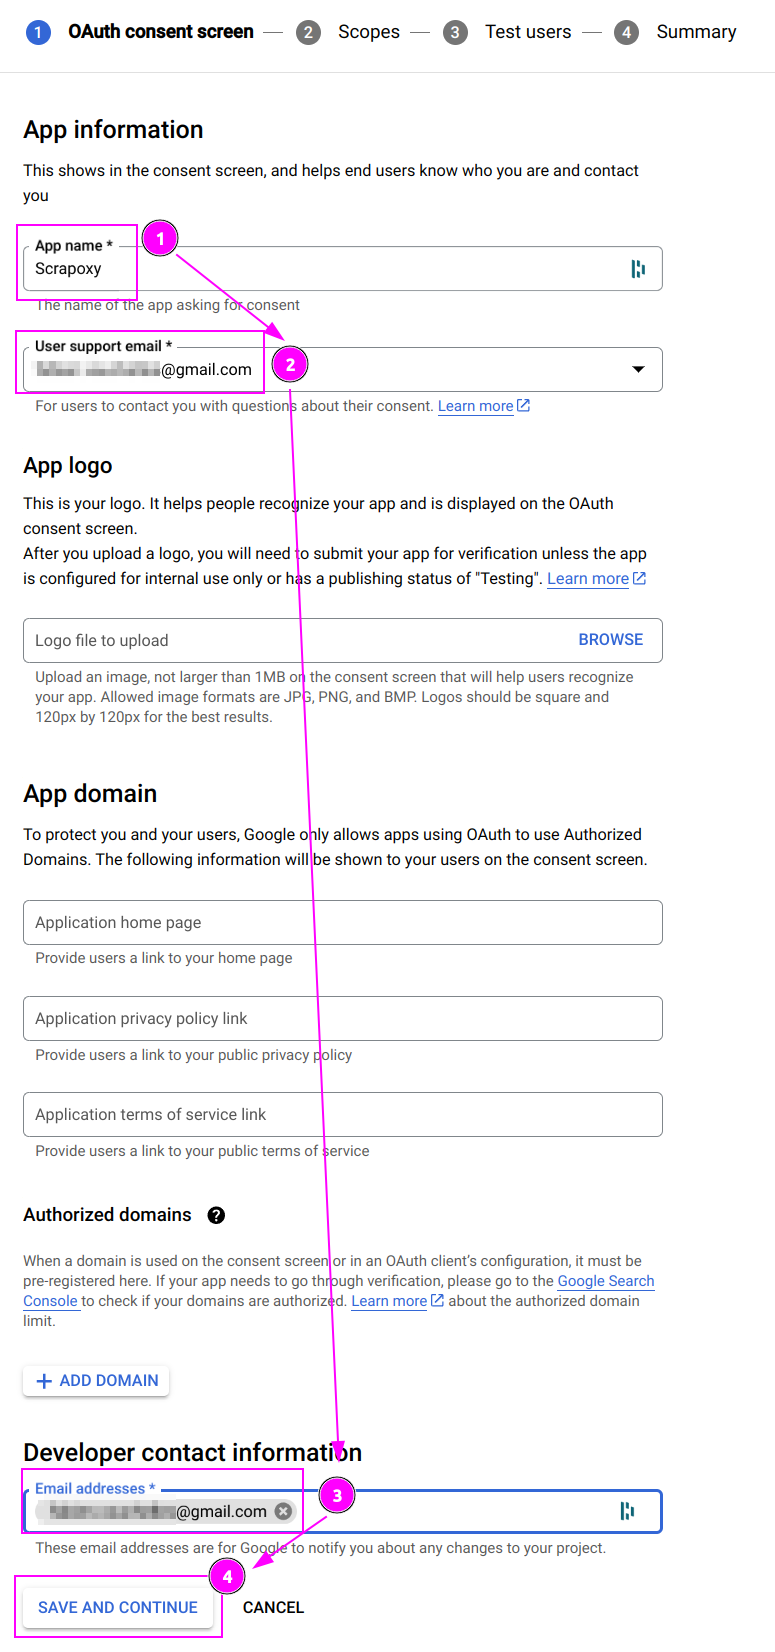 1 OAuth consent screen — 2 Scopes — 3 Test users — 4 Summary
App information
This shows in the consent screen, and helps end users know who you are and contact
you
App name *
1
Scrapoxy
The name of the app asking for consent
User support email *
@gmail.com
2
For users to contact you with questions about their consent. Learn more
App logo
This is your logo. It helps people recognize your app and is displayed on the OAuth
consent screen.
After you upload a logo, you will need to submit your app for verification unless the app
is configured for internal use only or has a publishing status of "Testing". Learn more
Logo file to upload BROWSE
Upload an image, not larger than 1MB on the consent screen that will help users recognize
your app. Allowed image formats are JPG, PNG, and BMP. Logos should be square and
120px by 120px for the best results.
App domain
To protect you and your users, Google only allows apps using OAuth to use Authorized
Domains. The following information will be shown to your users on the consent screen.
Application home page
Provide users a link to your home page
Application privacy policy link
Provide users a link to your public privacy policy
Application terms of service link
Provide users a link to your public terms of service
Authorized domains ?
When a domain is used on the consent screen or in an OAuth client's configuration, it must be
pre-registered here. If your app needs to go through verification, please go to the Google Search
Console to check if your domains are authorized. Learn more about the authorized domain
limit.
+ ADD DOMAIN
Developer contact information
Email addresses *
3
@gmail.com
These email addresses are for Google to notify you about any changes to your project.
4
SAVE AND CONTINUE CANCEL